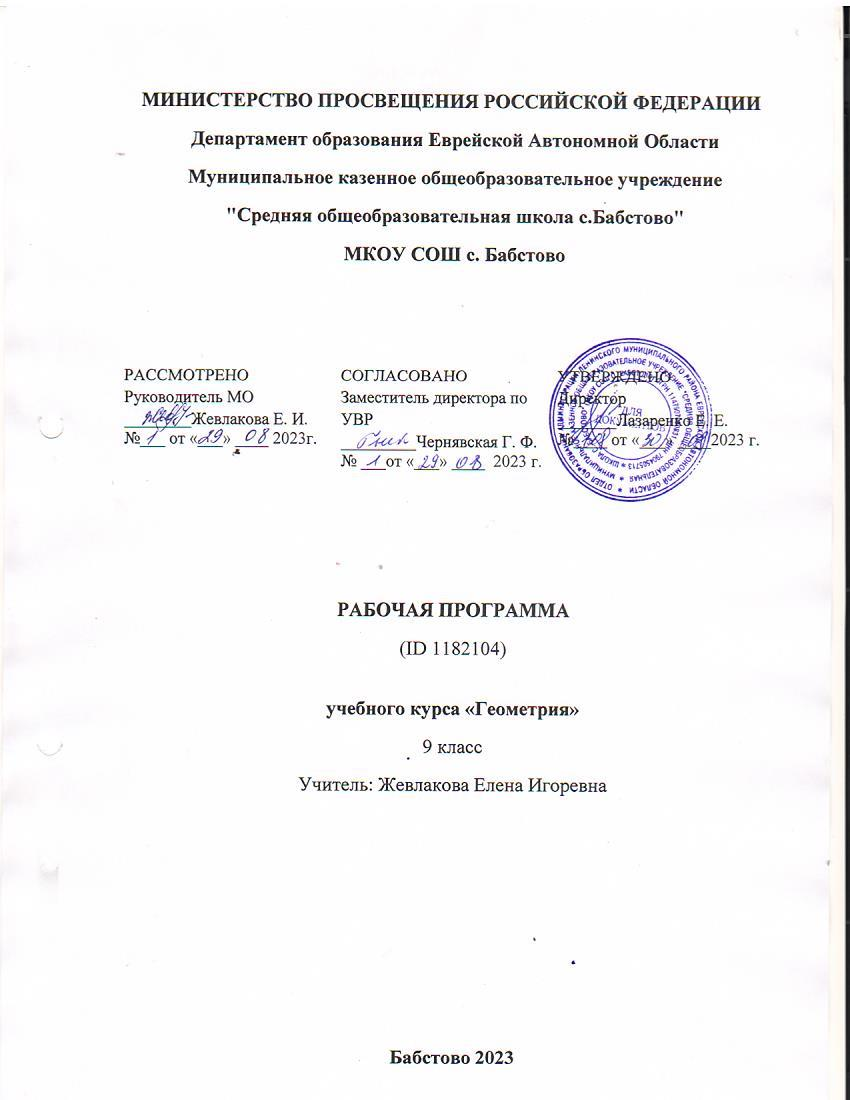 МИНИСТЕРСТВО ПРОСВЕЩЕНИЯ РОССИЙСКОЙ ФЕДЕРАЦИИ
Департамент образования Еврейской Автономной Области
Муниципальное казенное общеобразовательное учреждение
"Средняя общеобразовательная школа с.Бабстово"
МКОУ СОШ с. Бабстово
РАССМОТРЕНО
Руководитель МО
Жевлакова Е. И.
№ 1 от «29» 08 2023г.
СОГЛАСОВАНО
Заместитель директора по
УВР
Чернявская Г. Ф.
№ 1 от « 29» 08 2023 г.
УТВЕРЖДЕНО
Директор
Лазаренко Е. Е.
№ от « 30 » 2023 г.
ДЛЯ
ДОКУМЕНТОВ
РАБОЧАЯ ПРОГРАММА
(ID 1182104)
учебного курса «Геометрия»
9 класс
Учитель: Жевлакова Елена Игоревна
Бабстово 2023